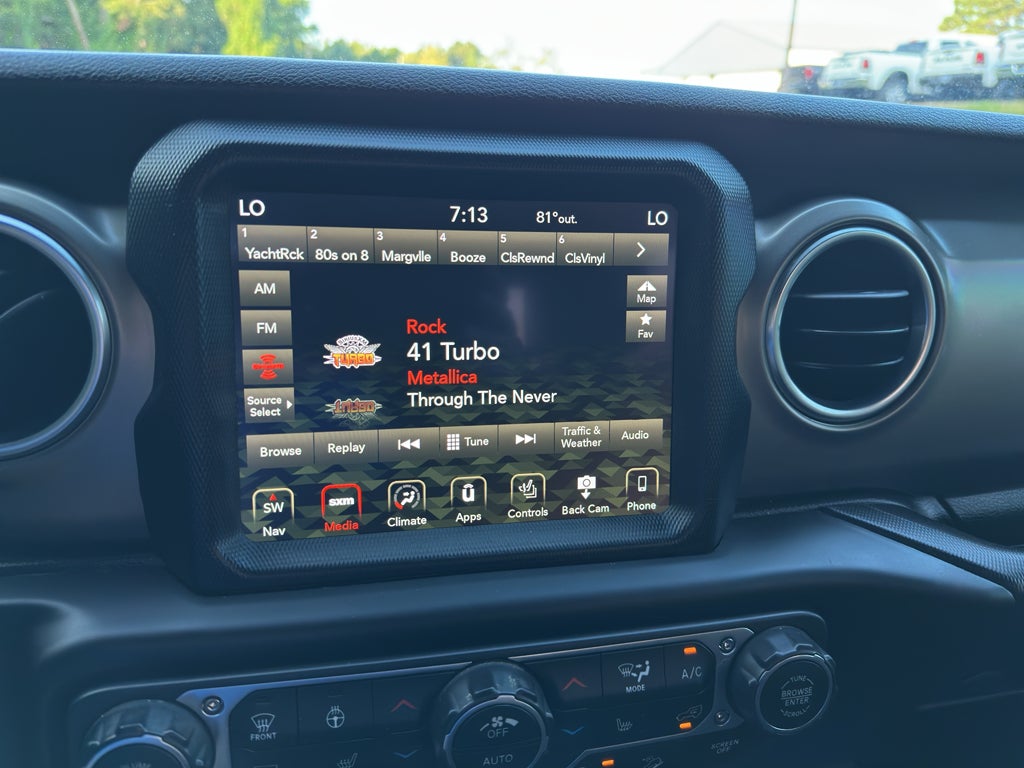 LO 7:13 81°out. LO
1 2 3 4 5 6
YachtRck 80s on 8 Margvlle Booze ClsRewnd ClsVinyl
AM
Map
FM
Fav
Rock
TURBO
41 Turbo
Metallica
Through The Never
Source
Select
Browse Replay Tune Traffic &
Weather Audio
SW sxm u
Nav Media Climate Apps Controls Back Cam Phone
FRONT
MODE
A/C
OFF
AUTO
TUNE
BROWSE
ENTER
SCROLL
SCREEN
OFF